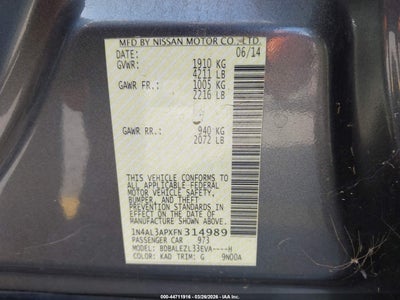 MFD BY NISSAN MOTOR CO.,LTD.
DATE: 06/14
GVWR: 1910 KG
4211 LB
GAWR FR.: 1005 KG
2216 LB
GAWR RR.: 940 KG
2072 LB
THIS VEHICLE CONFORMS TO ALL
APPLICABLE FEDERAL MOTOR
VEHICLE SAFETY,
BUMPER, AND THEFT
PREVENTION STANDARDS
IN EFFECT ON THE DATE OF
MANUFACTURE SHOWN ABOVE.
1N4AL3APXFN314989
PASSENGER CAR 973
MODEL: BDBALEZL33EVA----H
COLOR: KAD TRIM: G 9N00A
000-44711916 - 03/26/2026 - IAA